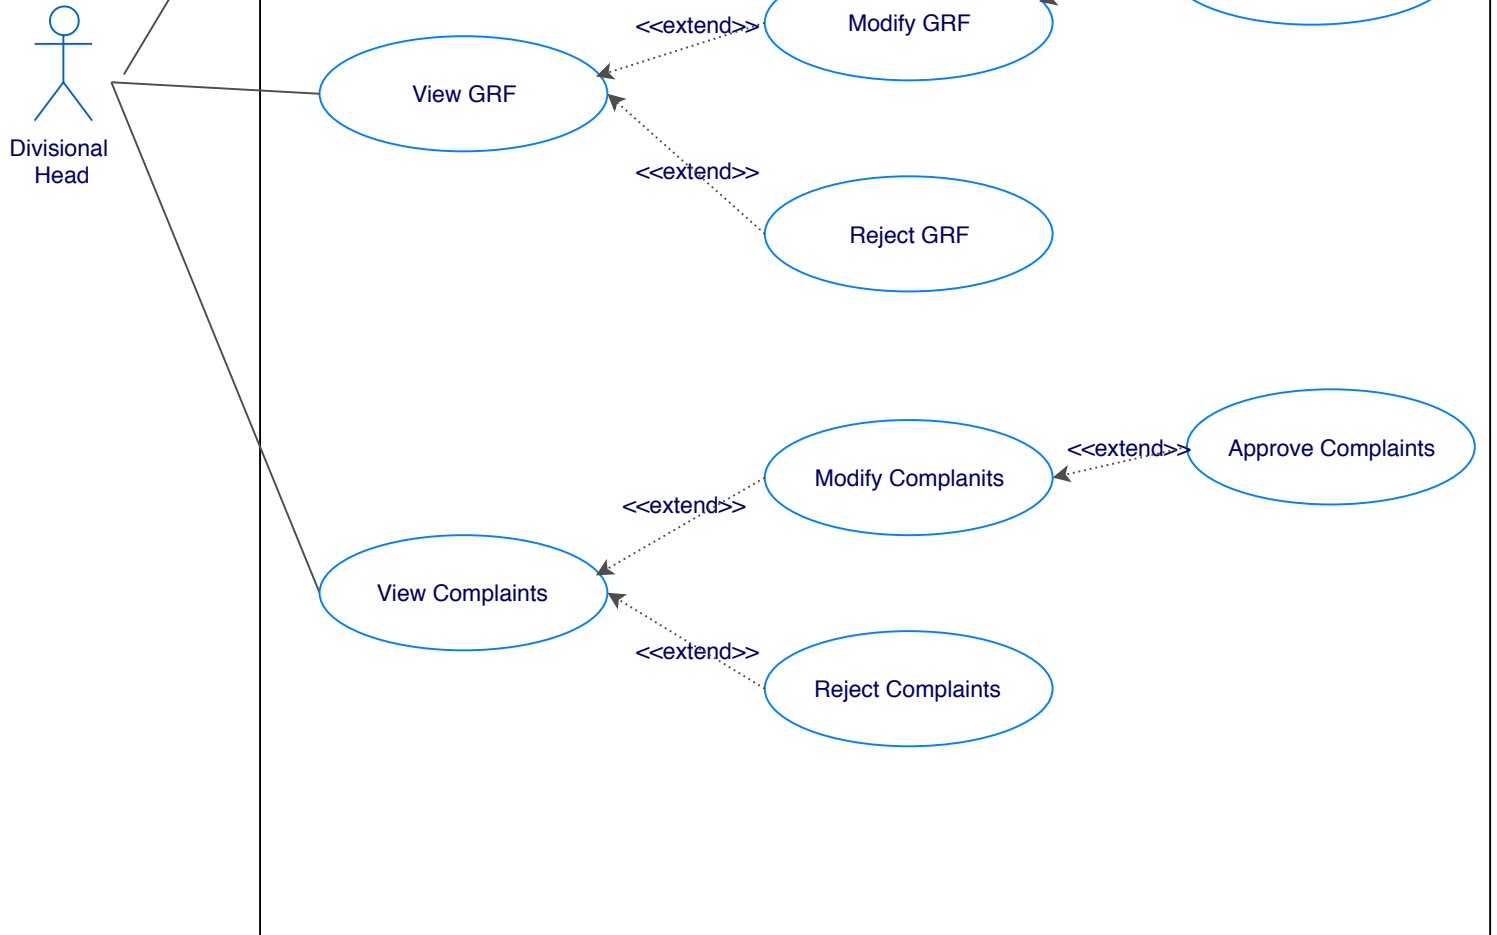 <<extend>>
Modify GRF
View GRF
Divisional
Head
<<extend>>
Reject GRF
<<extend>>
Approve Complaints
Modify Complanits
<<extend>>
View Complaints
<<extend>>
Reject Complaints